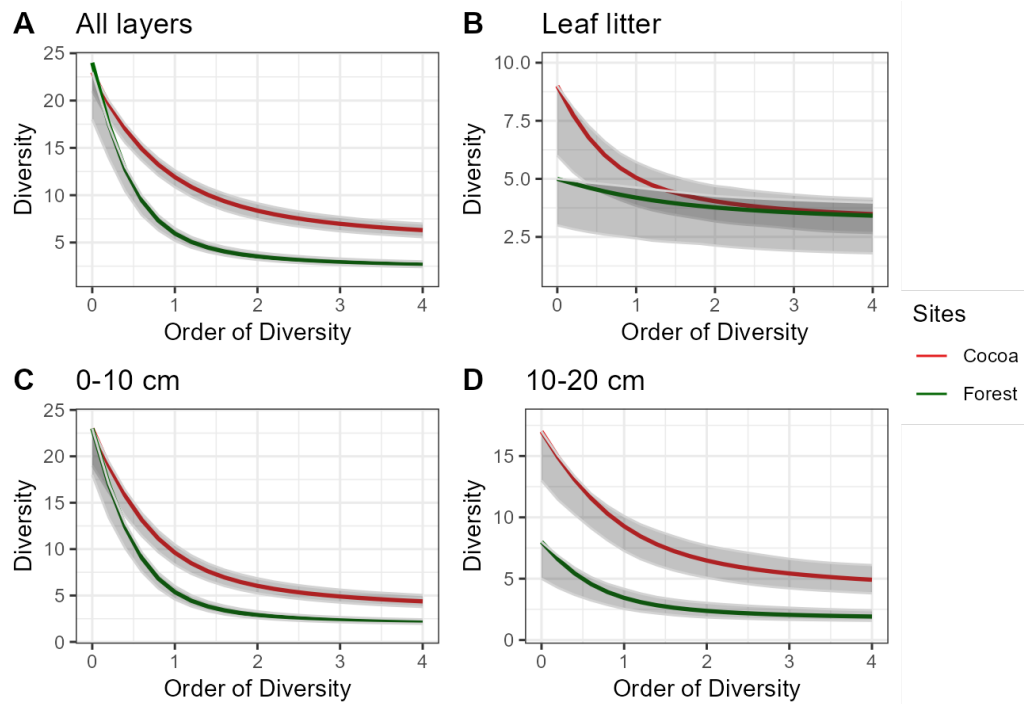 A All layers
25
20
15
10
5
Diversity
0 1 2 3 4
Order of Diversity
B Leaf litter
10.0
7.5
5.0
2.5
Diversity
0 1 2 3 4
Order of Diversity
Sites
Cocoa
Forest
C 0-10 cm
25
20
15
10
5
0
Diversity
0 1 2 3 4
Order of Diversity
D 10-20 cm
15
10
5
0
Diversity
0 1 2 3 4
Order of Diversity